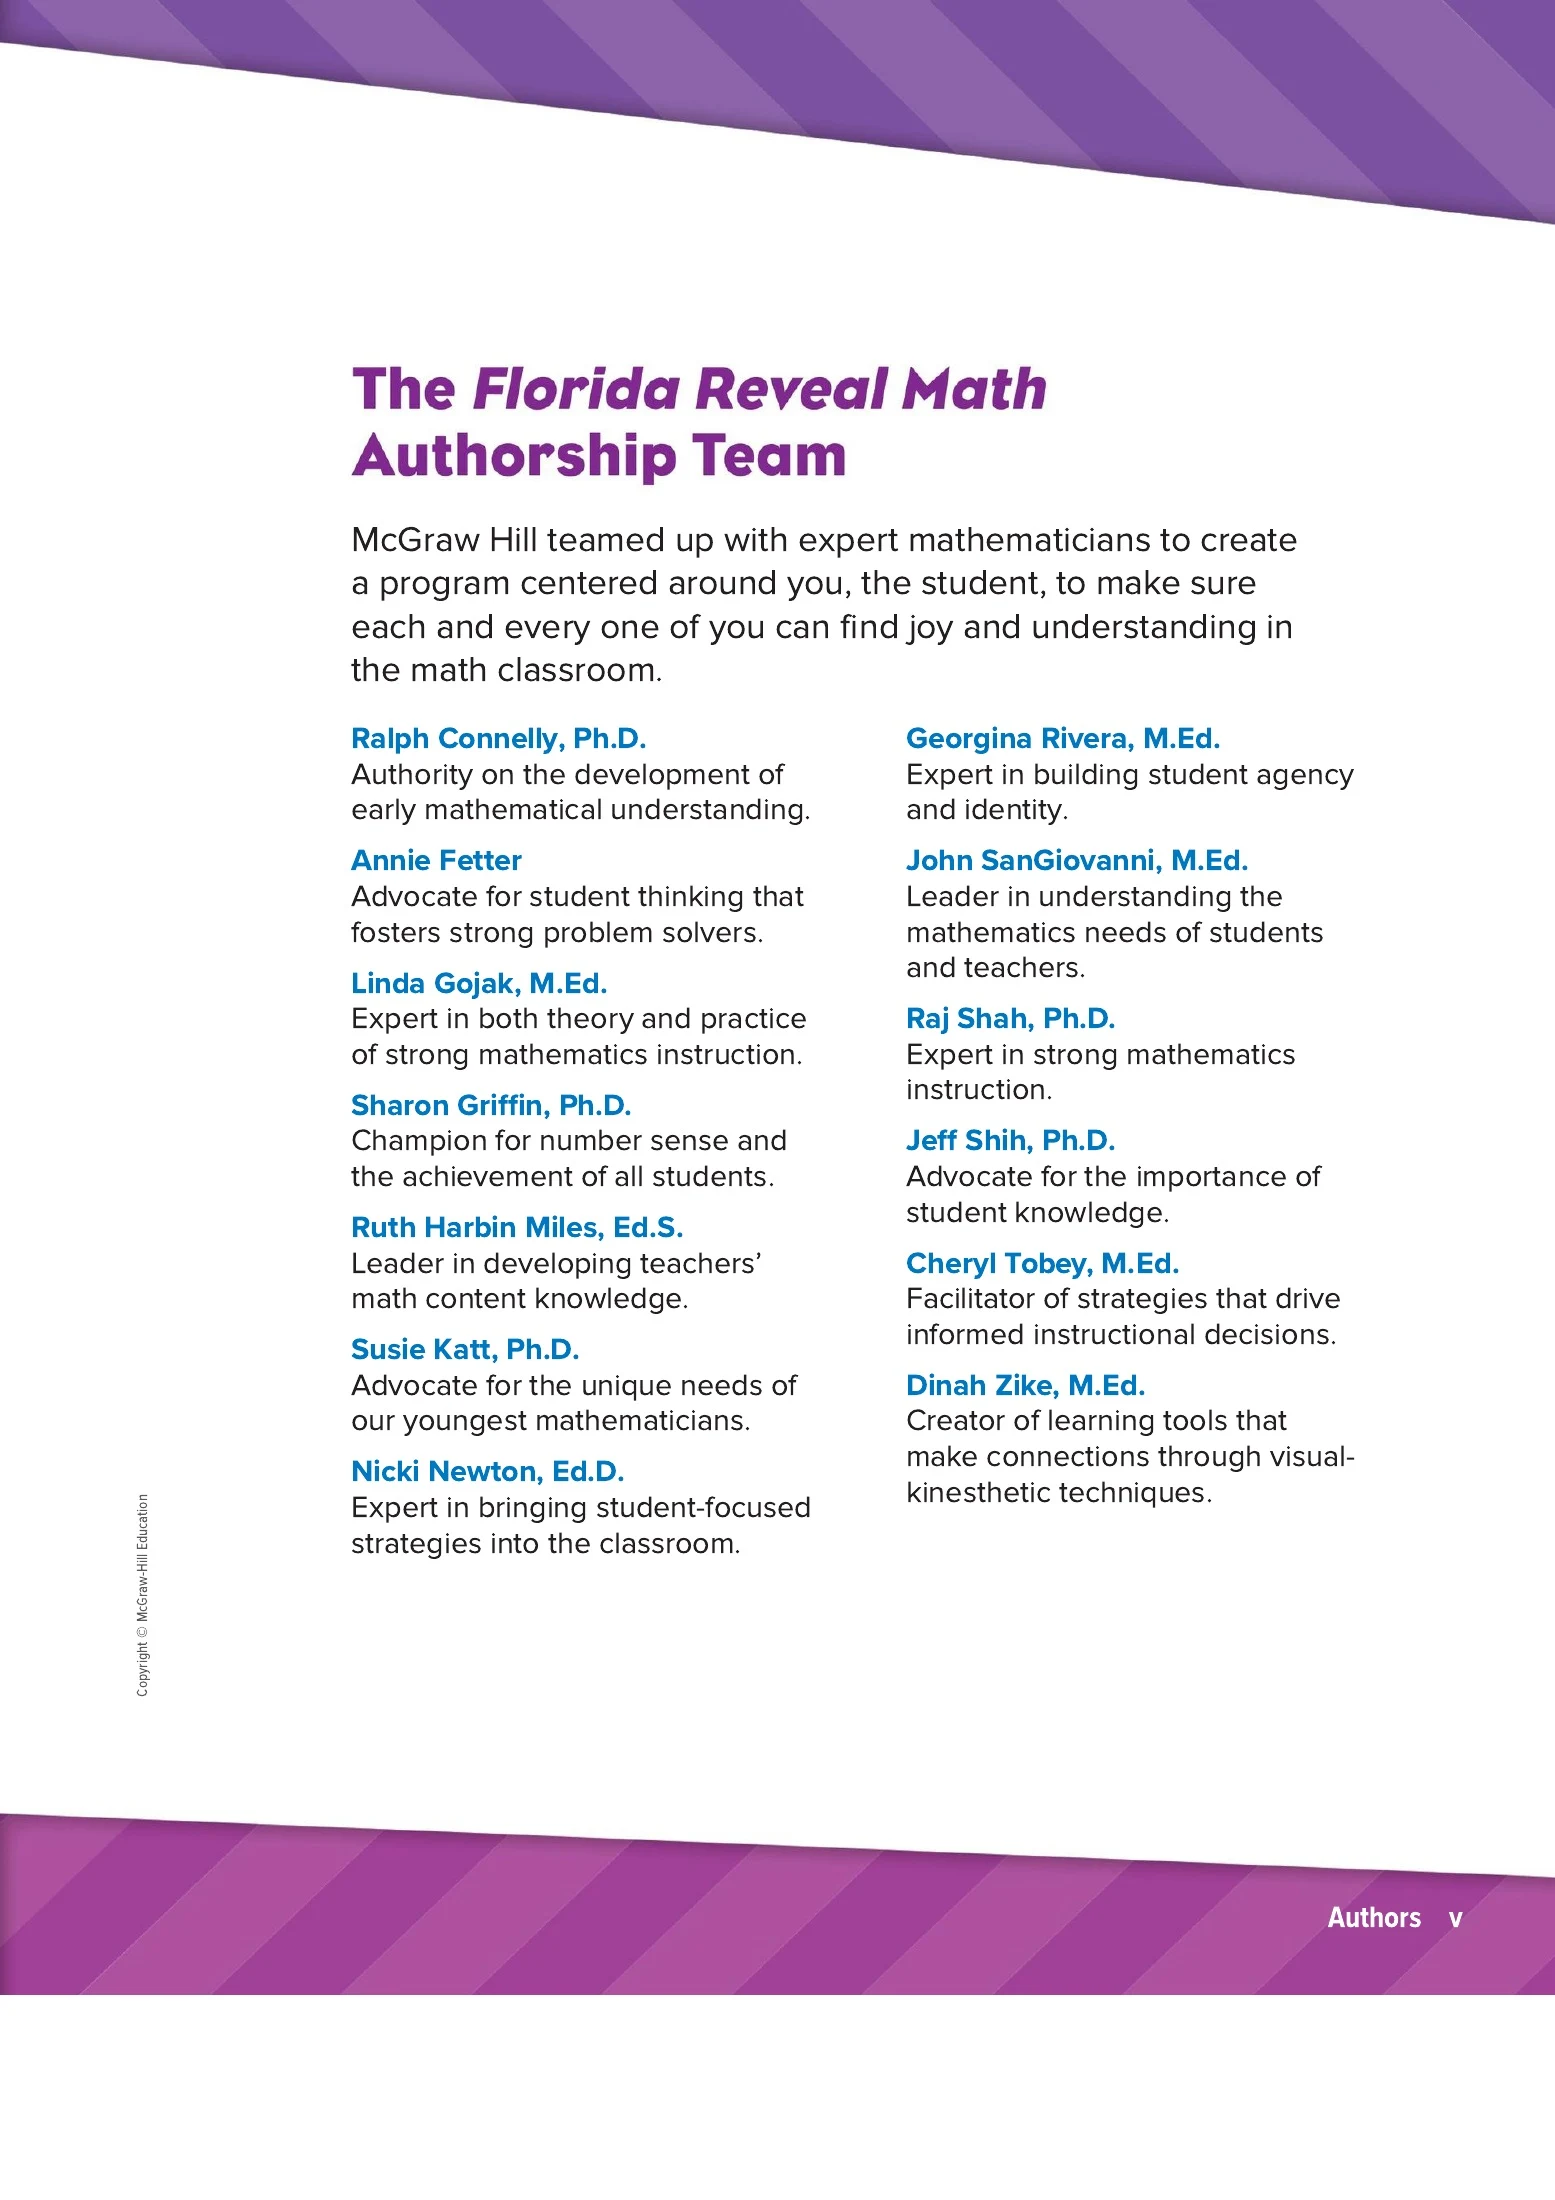 The Florida Reveal Math
Authorship Team
McGraw Hill teamed up with expert mathematicians to create
a program centered around you, the student, to make sure
each and every one of you can find joy and understanding in
the math classroom.
Ralph Connelly, Ph.D.
Authority on the development of
early mathematical understanding.
Annie Fetter
Advocate for student thinking that
fosters strong problem solvers.
Linda Gojak, M.Ed.
Expert in both theory and practice
of strong mathematics instruction.
Sharon Griffin, Ph.D.
Champion for number sense and
the achievement of all students.
Ruth Harbin Miles, Ed.S.
Leader in developing teachers’
math content knowledge.
Susie Katt, Ph.D.
Advocate for the unique needs of
our youngest mathematicians.
Nicki Newton, Ed.D.
Expert in bringing student-focused
strategies into the classroom.
Georgina Rivera, M.Ed.
Expert in building student agency
and identity.
John SanGiovanni, M.Ed.
Leader in understanding the
mathematics needs of students
and teachers.
Raj Shah, Ph.D.
Expert in strong mathematics
instruction.
Jeff Shih, Ph.D.
Advocate for the importance of
student knowledge.
Cheryl Tobey, M.Ed.
Facilitator of strategies that drive
informed instructional decisions.
Dinah Zike, M.Ed.
Creator of learning tools that
make connections through visual-
kinesthetic techniques.
Copyright © McGraw-Hill Education
Authors v